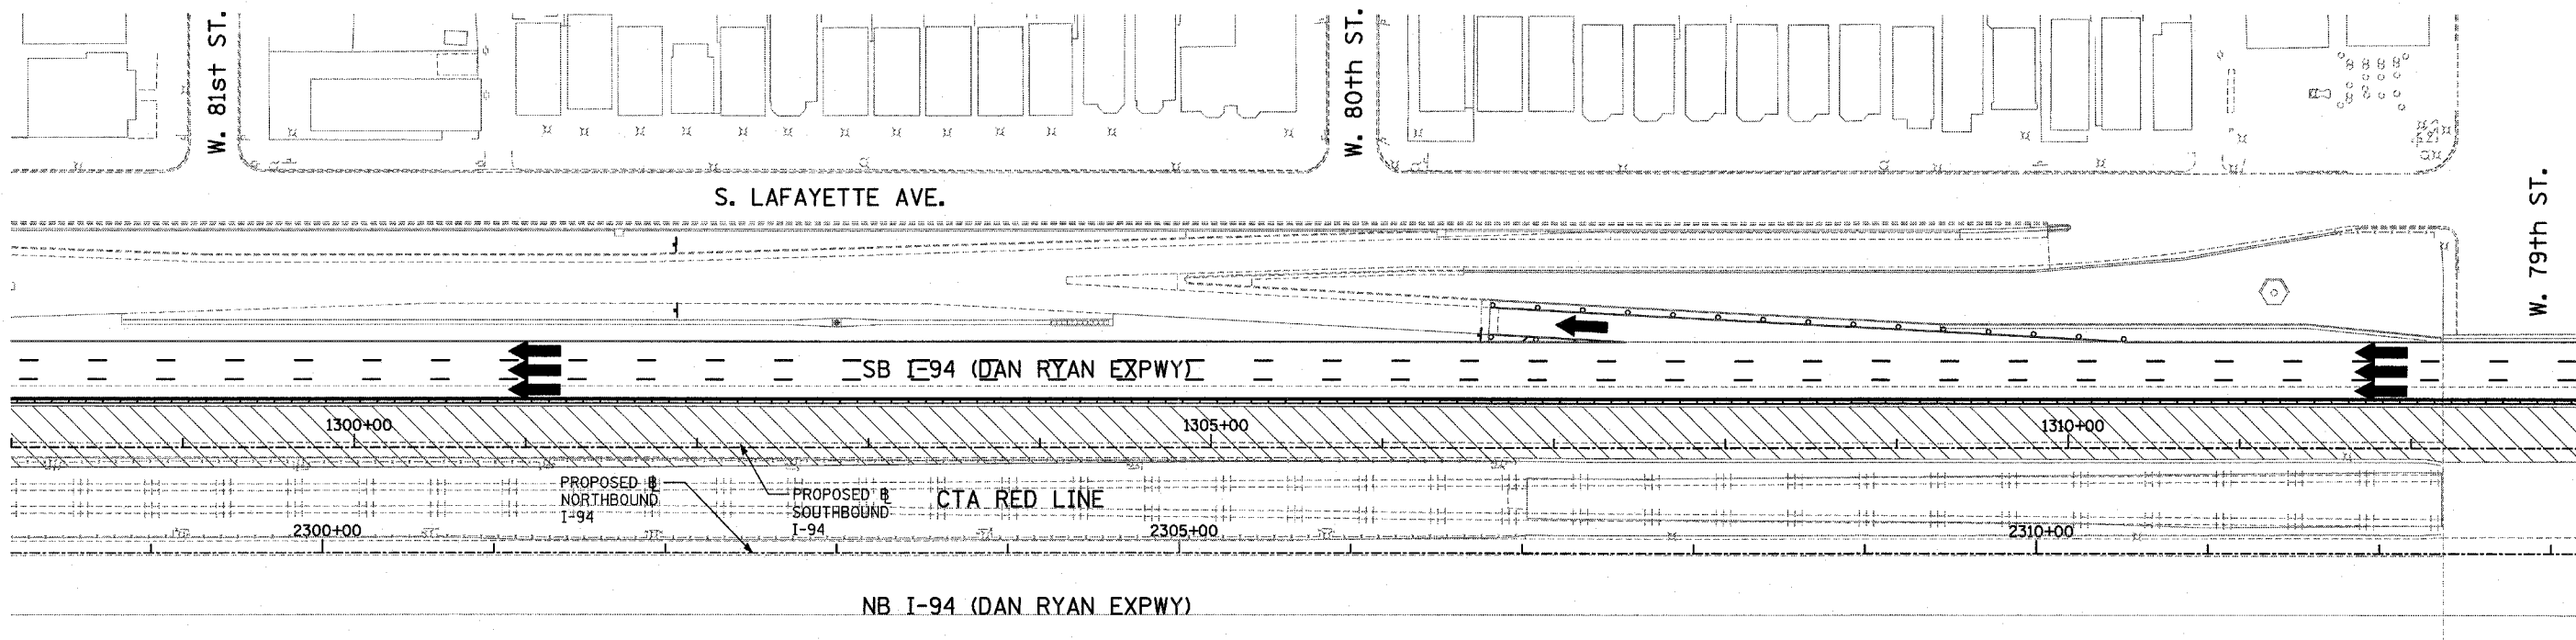 W. 81st ST.
W. 80th ST.
W. 79th ST.
S. LAFAYETTE AVE.
SB I-94 (DAN RYAN EXPWY)
1300+00
1305+00
1310+00
PROPOSED ℄
NORTHBOUND
I-94
PROPOSED ℄
SOUTHBOUND
I-94
CTA RED LINE
2300+00
2305+00
2310+00
NB I-94 (DAN RYAN EXPWY)